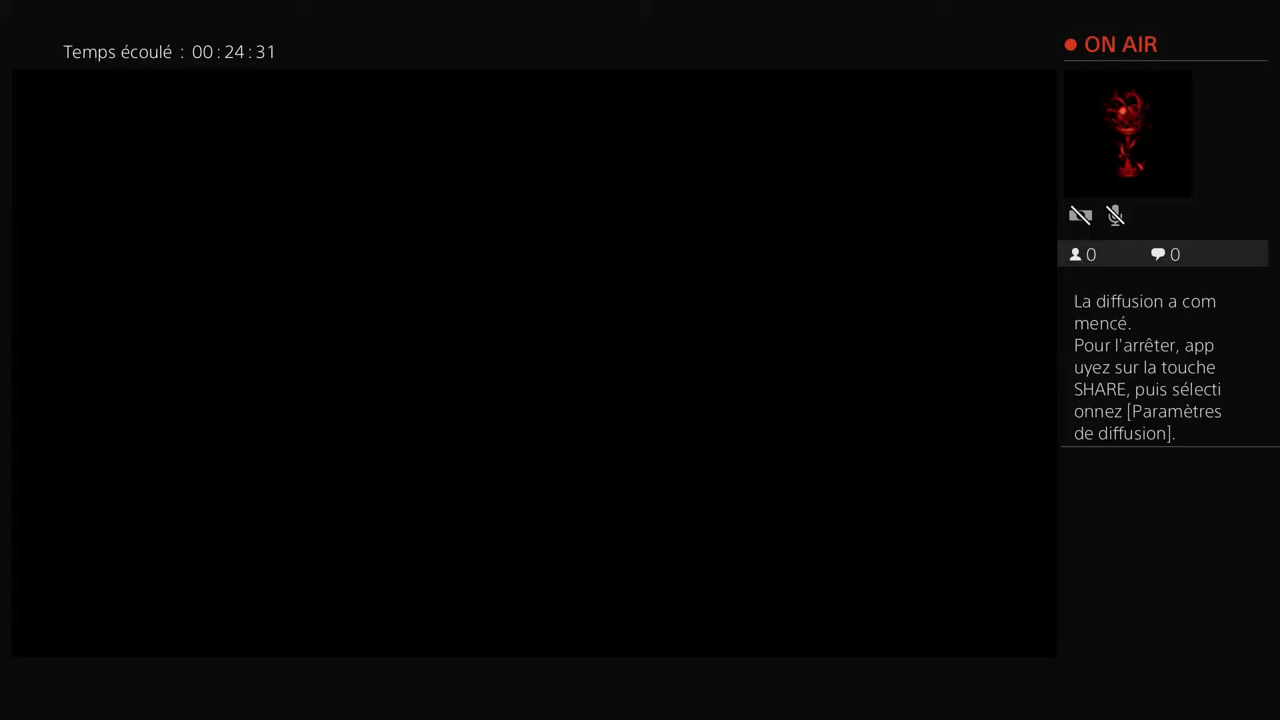 Temps écoulé : 00:24:31
ON AIR
0 0
La diffusion a com
mencé.
Pour l'arrêter, app
uyez sur la touche
SHARE, puis sélecti
onnez [Paramètres
de diffusion].